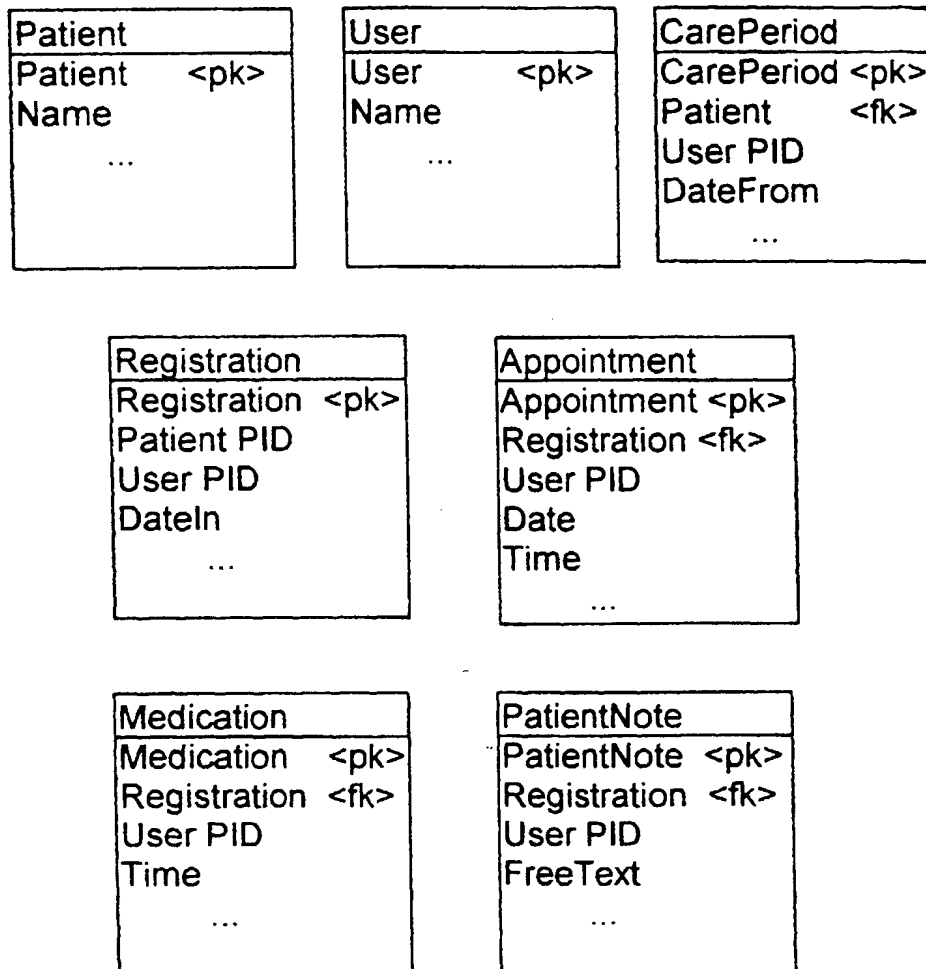 Patient
Patient <pk>
Name
...
User
User <pk>
Name
...
CarePeriod
CarePeriod <pk>
Patient <fk>
User PID
DateFrom
...
Registration
Registration <pk>
Patient PID
User PID
DateIn
...
Appointment
Appointment <pk>
Registration <fk>
User PID
Date
Time
...
Medication
Medication <pk>
Registration <fk>
User PID
Time
...
PatientNote
PatientNote <pk>
Registration <fk>
User PID
FreeText
...